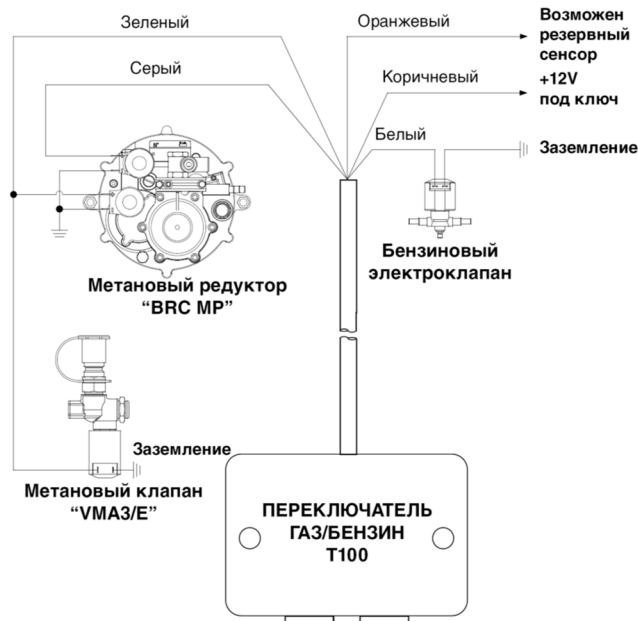 Зеленый
Оранжевый
Возможен
резервный
сенсор
Серый
Коричневый
+12V
под ключ
Белый
Заземление
Бензиновый
электроклапан
Метановый редуктор
“BRC MP”
Заземление
Метановый клапан
“VMA3/E”
ПЕРЕКЛЮЧАТЕЛЬ
ГАЗ/БЕНЗИН
T100